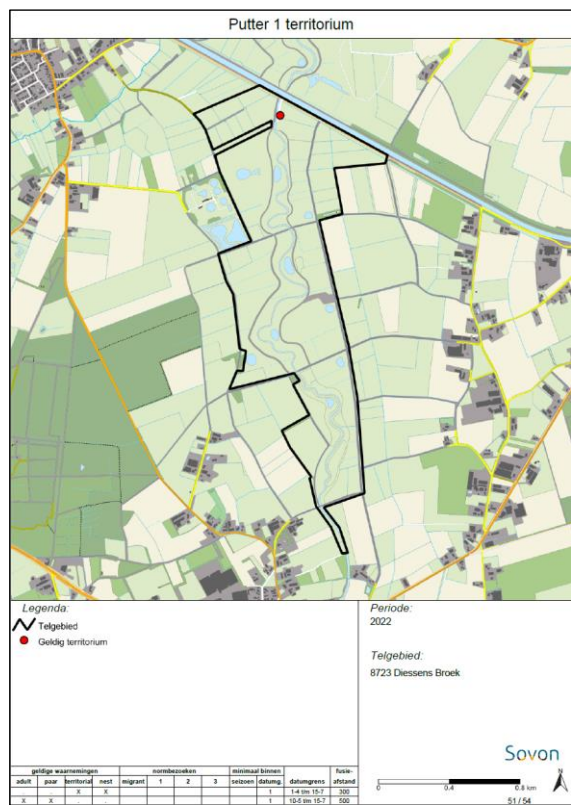 Putter 1 territorium
Legenda:
Telgebied
Geldig territorium
Periode:
2022
Telgebied:
8723 Diessens Broek
Sovon
0 0.4 0.8 km
51 / 54
geldige waarnemingen normbezoeken minimaal binnen fusie-
adult paar territorial nest migrant 1 2 3 seizoen datumg. datumgrens afstand
. . X X 1 1-4 t/m 15-7 300
X X . . 1 10-5 t/m 15-7 500